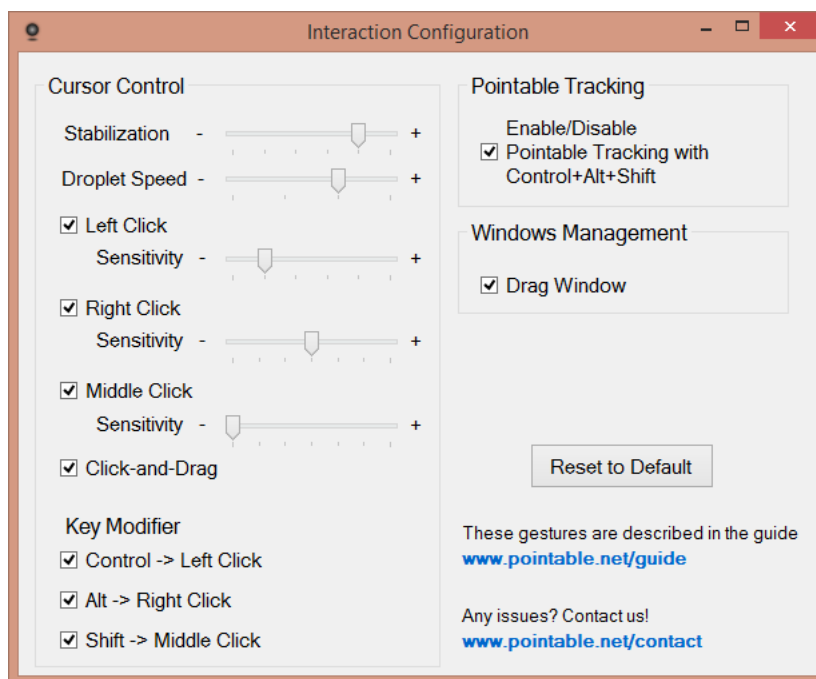 Interaction Configuration
Cursor Control
Stabilization - +
Droplet Speed - +
Left Click
Sensitivity - +
Right Click
Sensitivity - +
Middle Click
Sensitivity - +
Click-and-Drag
Key Modifier
Control -> Left Click
Alt -> Right Click
Shift -> Middle Click
Pointable Tracking
Enable/Disable
Pointable Tracking with
Control+Alt+Shift
Windows Management
Drag Window
Reset to Default
These gestures are described in the guide
www.pointable.net/guide
Any issues? Contact us!
www.pointable.net/contact